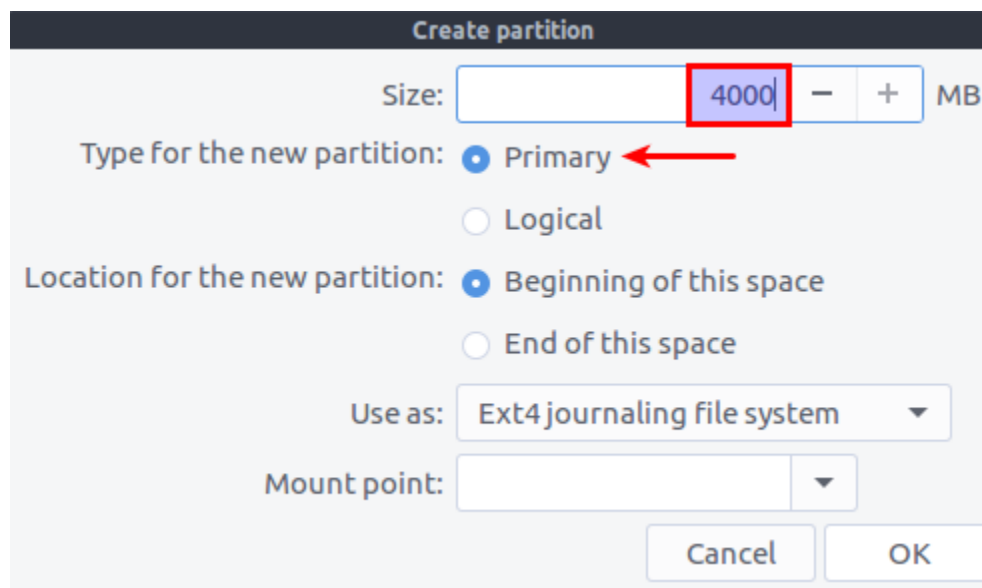 Create partition
Size: 4000 − + MB
Type for the new partition: Primary
Logical
Location for the new partition: Beginning of this space
End of this space
Use as: Ext4 journaling file system
Mount point:
Cancel OK